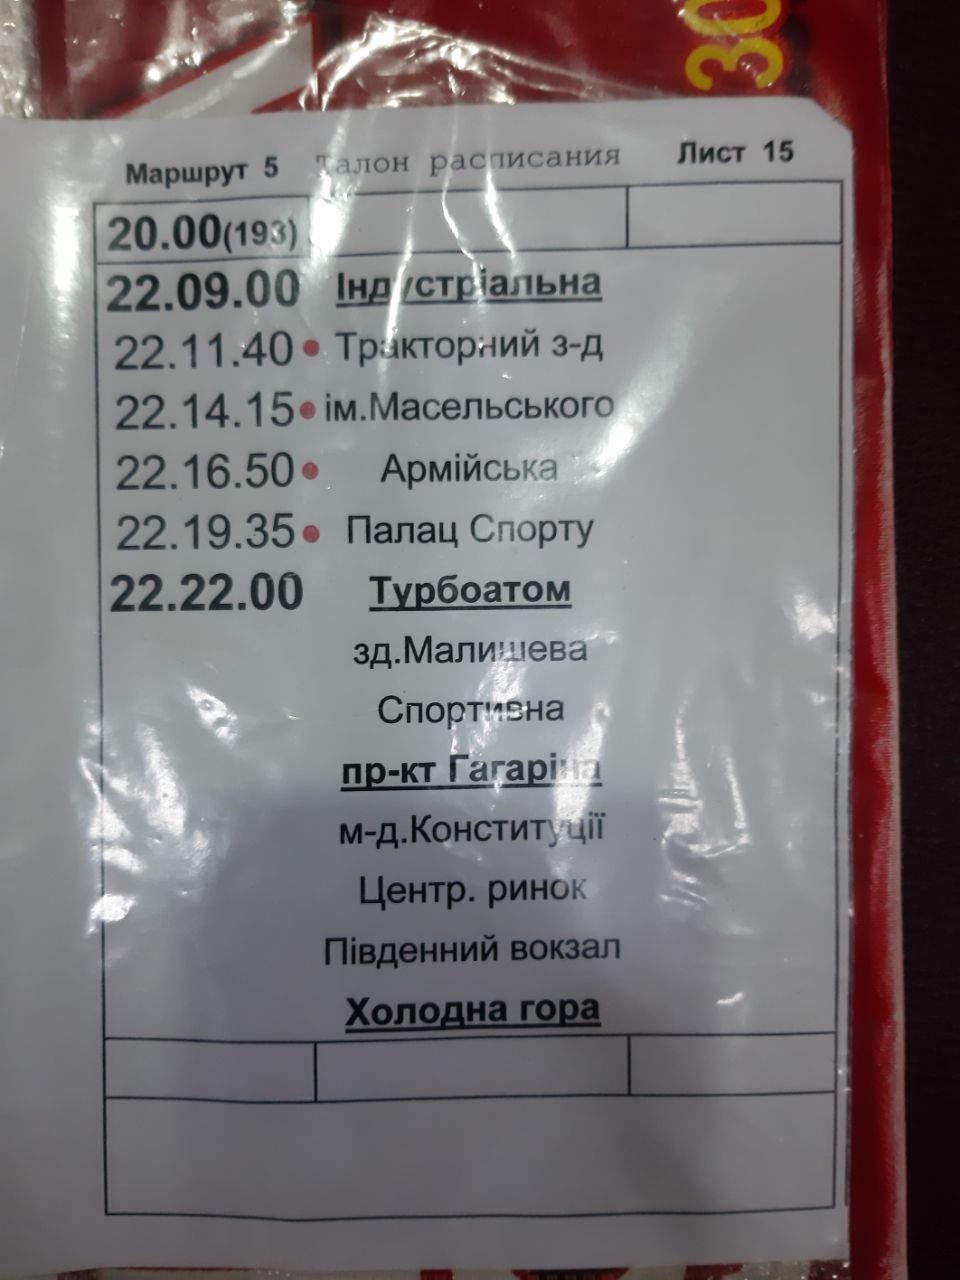 30
Маршрут 5 Талон расписания Лист 15
20.00(193)
22.09.00 Індустріальна
22.11.40 Тракторний з-д
22.14.15 ім.Масельського
22.16.50 Армійська
22.19.35 Палац Спорту
22.22.00 Турбоатом
зд.Малишева
Спортивна
пр-кт Гагаріна
м-д.Конституції
Центр. ринок
Південний вокзал
Холодна гора